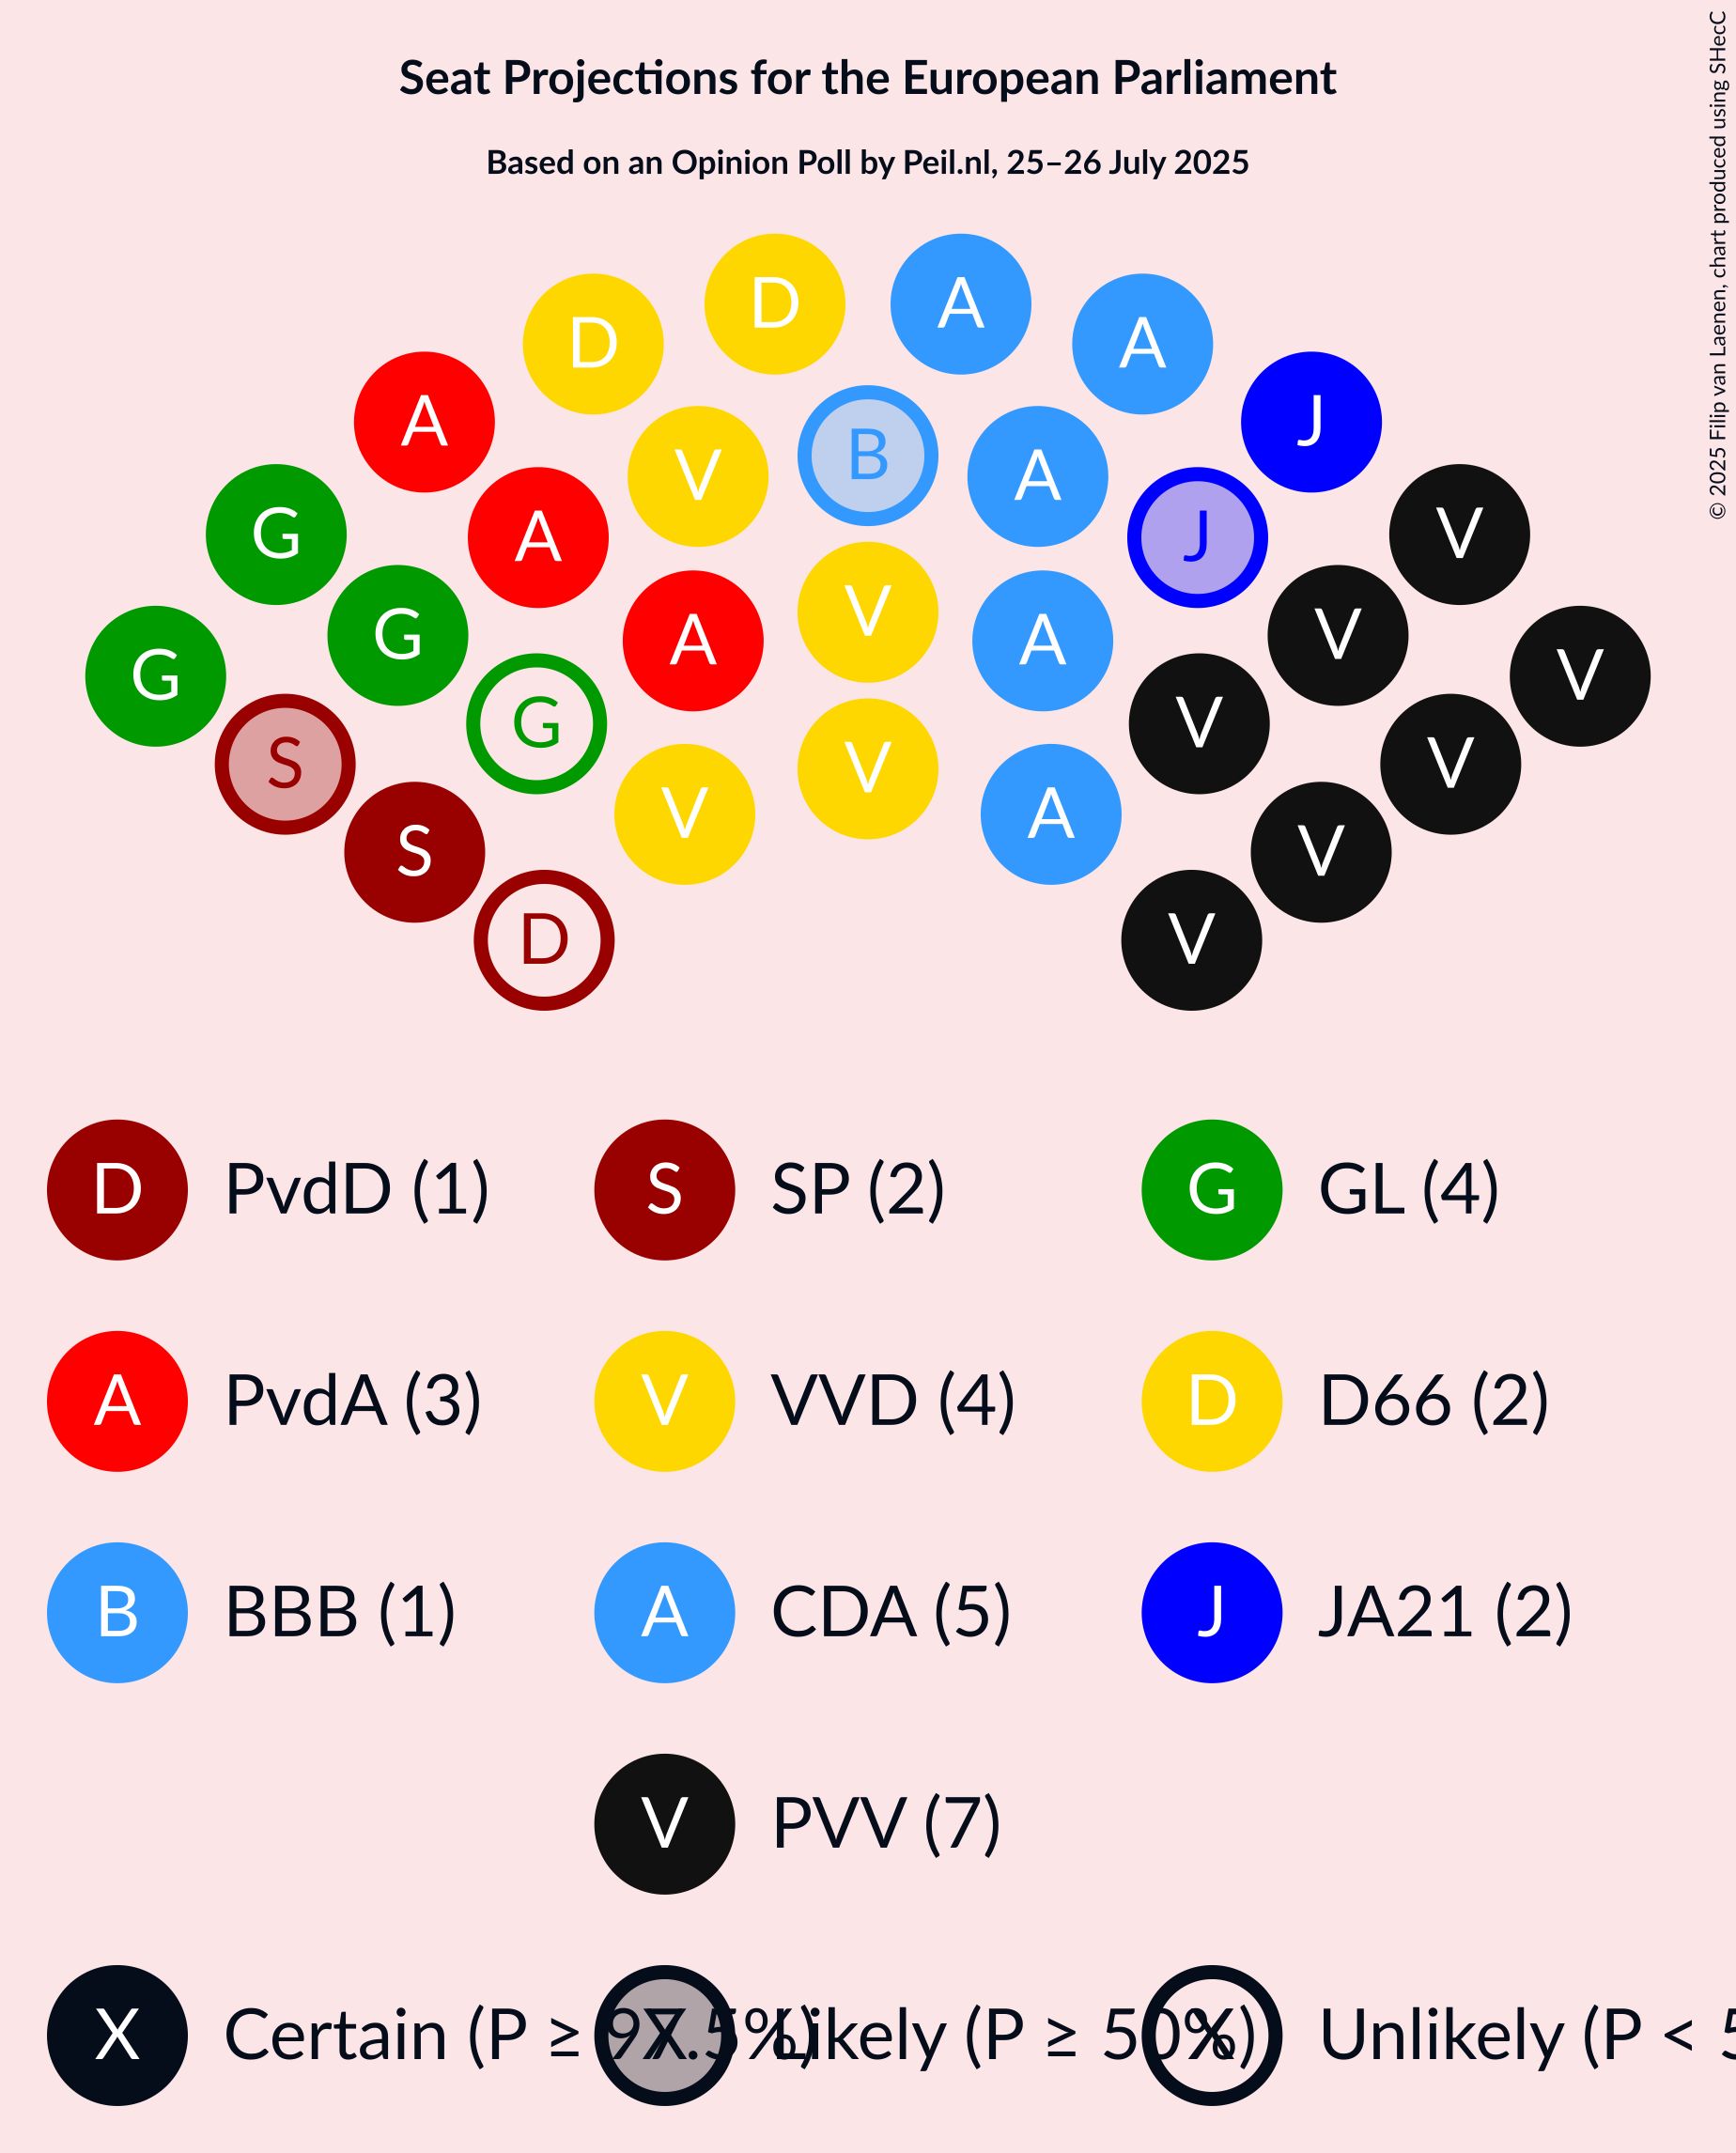 Seat Projections for the European Parliament
Based on an Opinion Poll by Peil.nl, 25–26 July 2025
© 2025 Filip van Laenen, chart produced using SHecC
D D A A
A J
V B A
G A J V
V
G A A V
G G V V
S V V
V A
S V
D V
D PvdD (1) S SP (2) G GL (4)
A PvdA (3) V VVD (4) D D66 (2)
B BBB (1) A CDA (5) J JA21 (2)
V PVV (7)
X Certain (P ≥ 97.5%) X Likely (P ≥ 50%) X Unlikely (P < 5